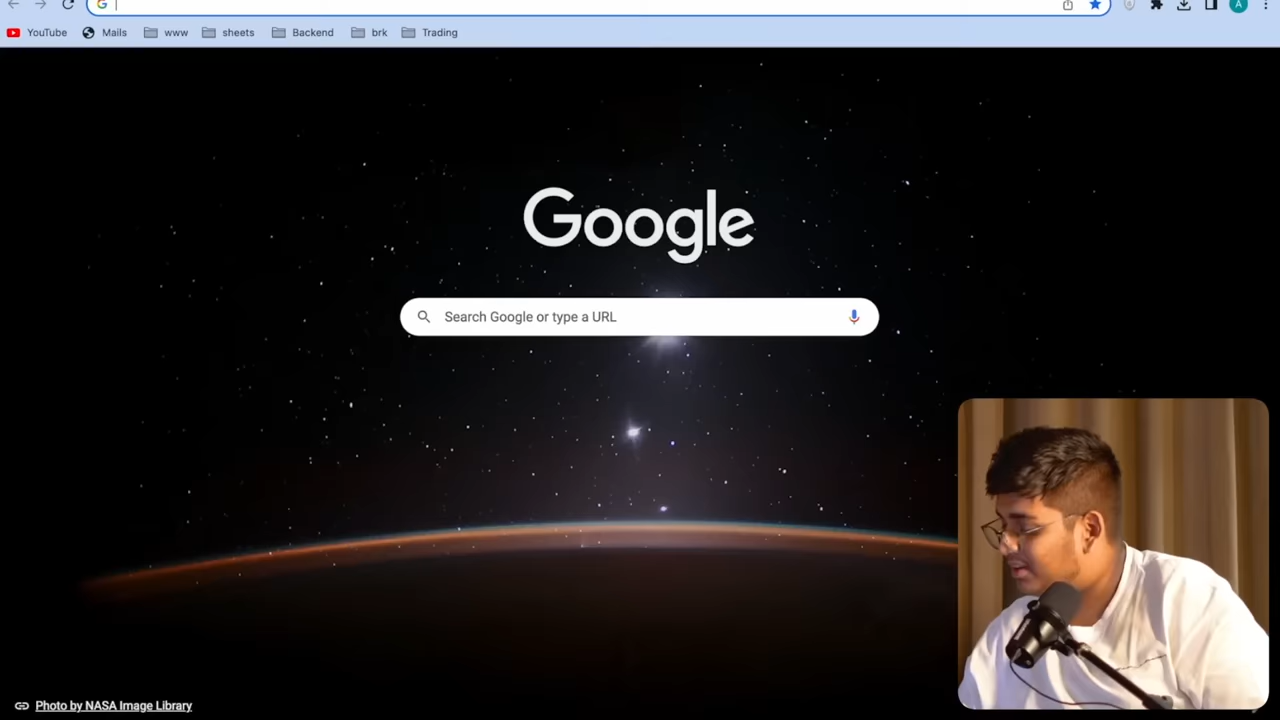 YouTube Mails www sheets Backend brk Trading A
Google
Search Google or type a URL
Photo by NASA Image Library